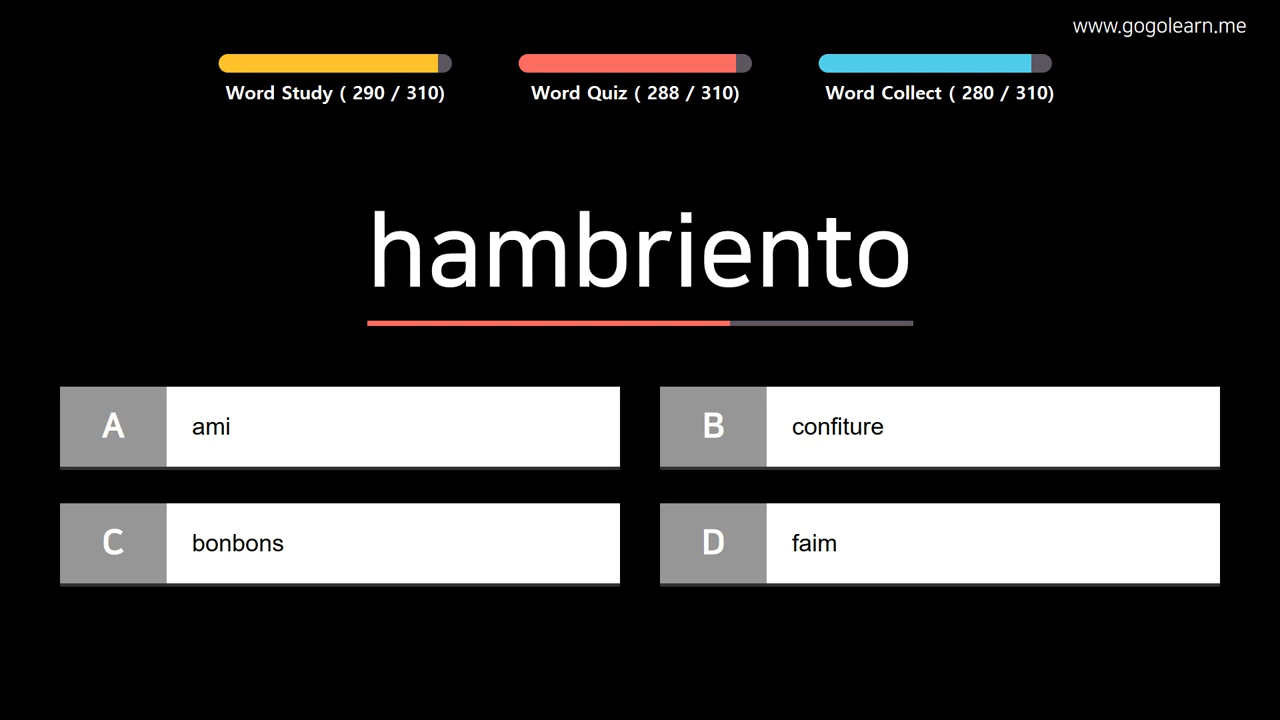 www.gogolearn.me
Word Study ( 290 / 310)
Word Quiz ( 288 / 310)
Word Collect ( 280 / 310)
hambriento
A
ami
B
confiture
C
bonbons
D
faim